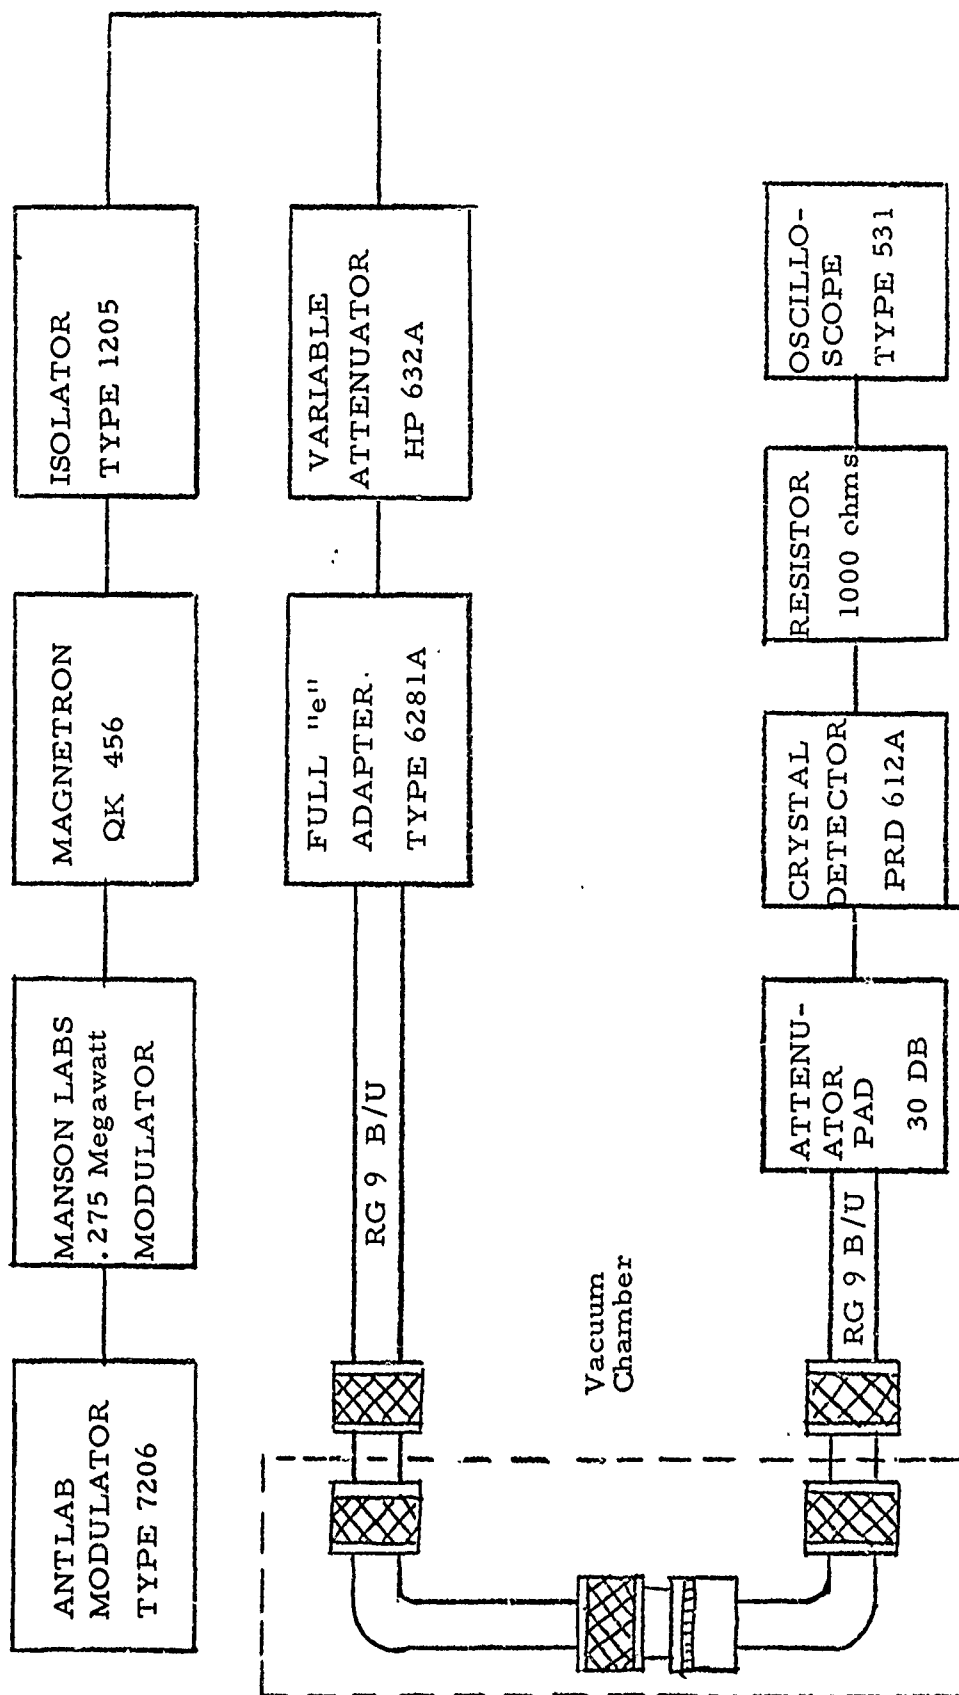 ANTLAB
MODULATOR
TYPE 7206
MANSON LABS
.275 Megawatt
MODULATOR
MAGNETRON
QK 456
ISOLATOR
TYPE 1205
VARIABLE
ATTENUATOR
HP 632A
FULL "e"
ADAPTER.
TYPE 6281A
RG 9 B/U
Vacuum
Chamber
RG 9 B/U
ATTENU-
ATOR
PAD
30 DB
CRYSTAL
DETECTOR
PRD 612A
RESISTOR
1000 ohms
OSCILLO-
SCOPE
TYPE 531